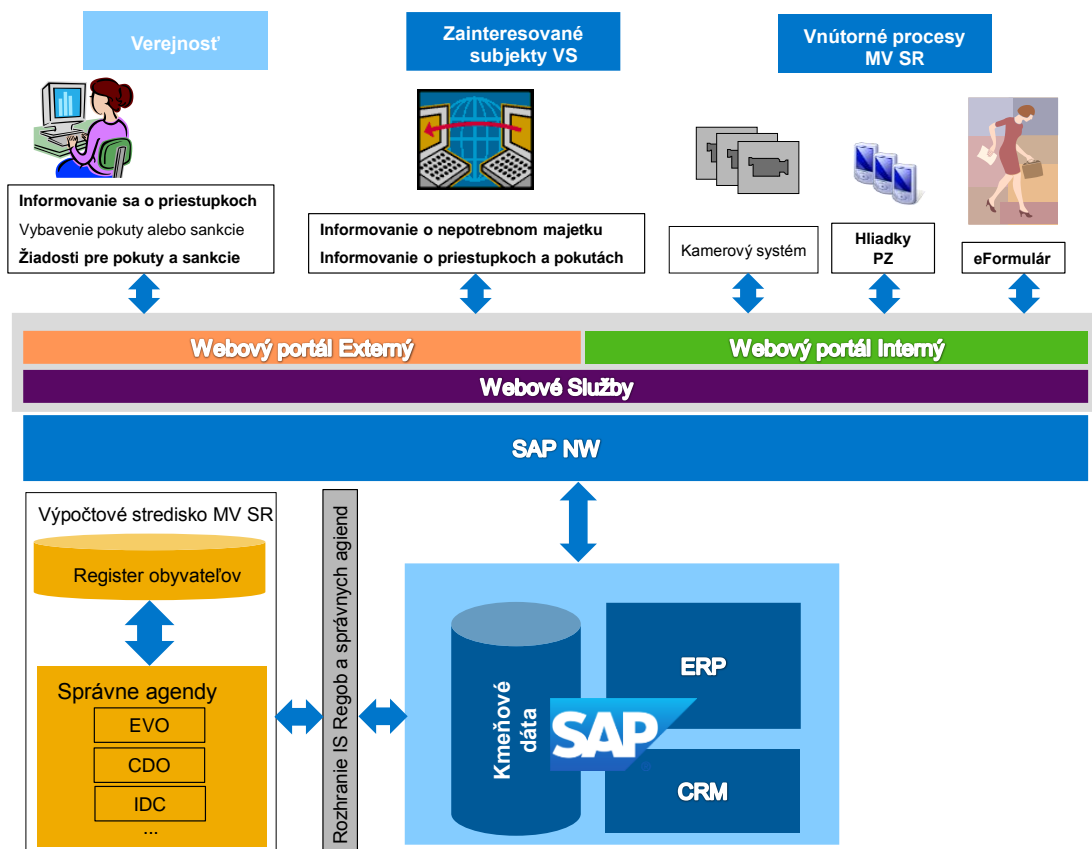 Verejnosť
Zainteresované
subjekty VS
Vnútorné procesy
MV SR
Informovanie sa o priestupkoch
Vybavenie pokuty alebo sankcie
Žiadosti pre pokuty a sankcie
Informovanie o nepotrebnom majetku
Informovanie o priestupkoch a pokutách
Kamerový systém
Hliadky
PZ
eFormulár
Webový portál Externý
Webový portál Interný
Webové Služby
SAP NW
Výpočtové stredisko MV SR
Register obyvateľov
Správne agendy
EVO
CDO
IDC
...
Rozhranie IS Regob a správnych agiend
Kmeňové
dáta
SAP
ERP
CRM